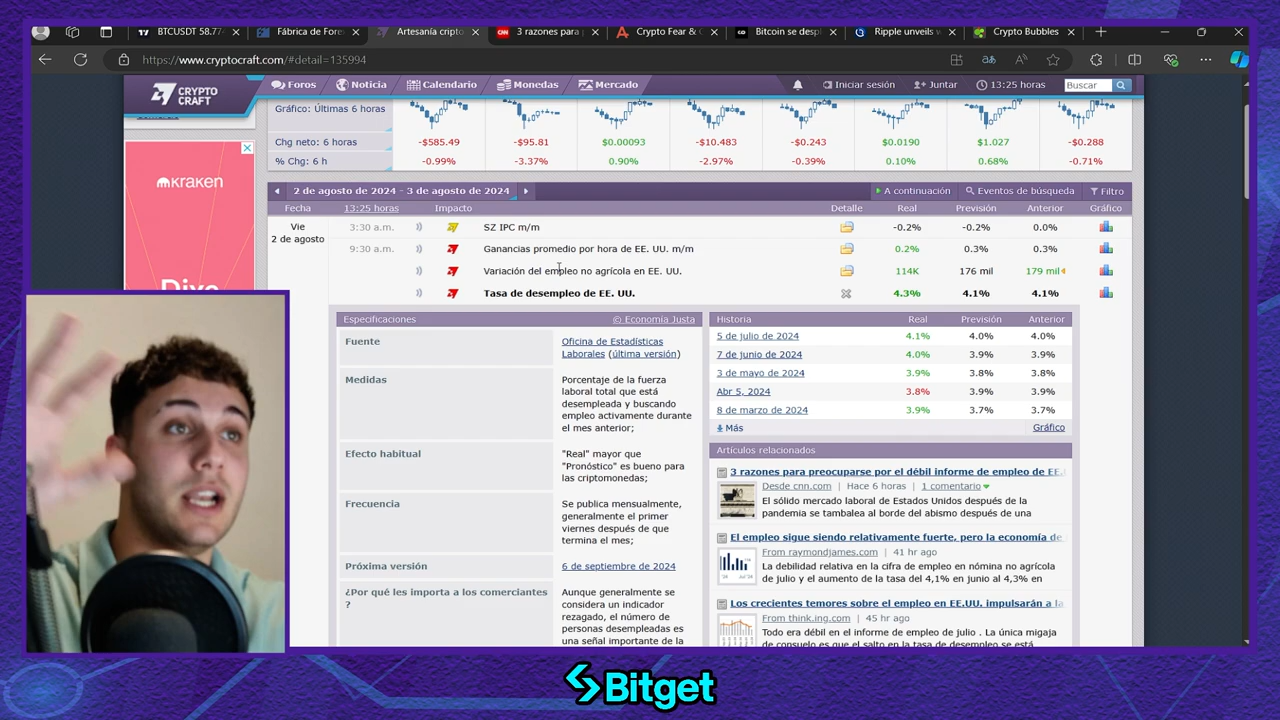 BTCUSDT 58.77
Fábrica de Fore
Artesanía cripto
3 razones para
Crypto Fear &
Bitcoin se desp
Ripple unveils
Crypto Bubbles
https://www.cryptocraft.com/#detail=135994
CRYPTO
CRAFT
Foros
Noticia
Calendario
Monedas
Mercado
Iniciar sesión
Juntar
13:25 horas
Buscar
Gráfico: Últimas 6 horas
Chg neto: 6 horas -$585.49 -$95.81 $0.00093 -$10.483 -$0.243 $0.0190 $1.027 -$0.288
% Chg: 6 h -0.99% -3.37% 0.90% -2.97% -0.39% 0.10% 0.68% -0.71%
KRAKEN
2 de agosto de 2024 - 3 de agosto de 2024 A continuación Eventos de búsqueda Filtro
Fecha 13:25 horas Impacto Detalle Real Previsión Anterior Gráfico
Vie
2 de agosto
3:30 a.m. SZ IPC m/m -0.2% -0.2% 0.0%
9:30 a.m. Ganancias promedio por hora de EE. UU. m/m 0.2% 0.3% 0.3%
Variación del empleo no agrícola en EE. UU. 114K 176 mil 179 mil
Tasa de desempleo de EE. UU. 4.3% 4.1% 4.1%
Especificaciones © Economía Justa
Fuente
Oficina de Estadísticas
Laborales (última versión)
Medidas
Porcentaje de la fuerza
laboral total que está
desempleada y buscando
empleo activamente durante
el mes anterior;
Efecto habitual
"Real" mayor que
"Pronóstico" es bueno para
las criptomonedas;
Frecuencia
Se publica mensualmente,
generalmente el primer
viernes después de que
termina el mes;
Próxima versión
6 de septiembre de 2024
¿Por qué les importa a los comerciantes
?
Aunque generalmente se
considera un indicador
rezagado, el número de
personas desempleadas es
una señal importante de la
Historia Real Previsión Anterior
5 de julio de 2024 4.1% 4.0% 4.0%
7 de junio de 2024 4.0% 3.9% 3.9%
3 de mayo de 2024 3.9% 3.8% 3.8%
Abr 5, 2024 3.8% 3.9% 3.9%
8 de marzo de 2024 3.9% 3.7% 3.7%
Más Gráfico
Artículos relacionados
3 razones para preocuparse por el débil informe de empleo de EE.
Desde cnn.com | Hace 6 horas | 1 comentario
El sólido mercado laboral de Estados Unidos después de la
pandemia se tambalea al borde del abismo después de una
El empleo sigue siendo relativamente fuerte, pero la economía de
From raymondjames.com | 41 hr ago
La debilidad relativa en la cifra de empleo en nómina no agrícola
de julio y el aumento de la tasa del 4,1% en junio al 4,3% en
Los crecientes temores sobre el empleo en EE.UU. impulsarán a la
From think.ing.com | 45 hr ago
Todo era débil en el informe de empleo de julio . La única migaja
de consuelo es que el salto en la tasa de desempleo se está
Bitget